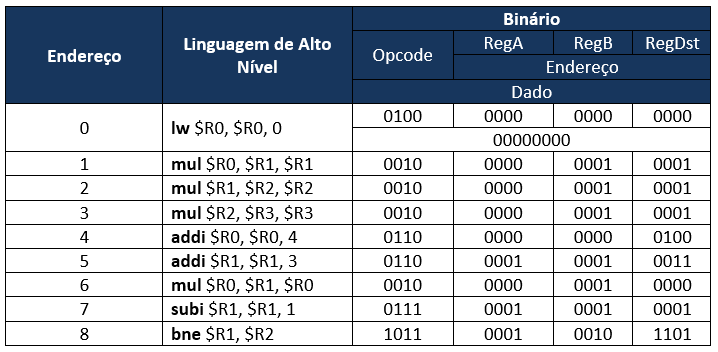 Endereço Linguagem de Alto Nível Binário
Opcode RegA RegB RegDst
Endereço
Dado
0 lw $R0, $R0, 0 0100 0000 0000 0000
00000000
1 mul $R0, $R1, $R1 0010 0000 0001 0001
2 mul $R1, $R2, $R2 0010 0000 0001 0001
3 mul $R2, $R3, $R3 0010 0000 0001 0001
4 addi $R0, $R0, 4 0110 0000 0000 0100
5 addi $R1, $R1, 3 0110 0001 0001 0011
6 mul $R0, $R1, $R0 0010 0000 0001 0000
7 subi $R1, $R1, 1 0111 0001 0001 0001
8 bne $R1, $R2 1011 0001 0010 1101